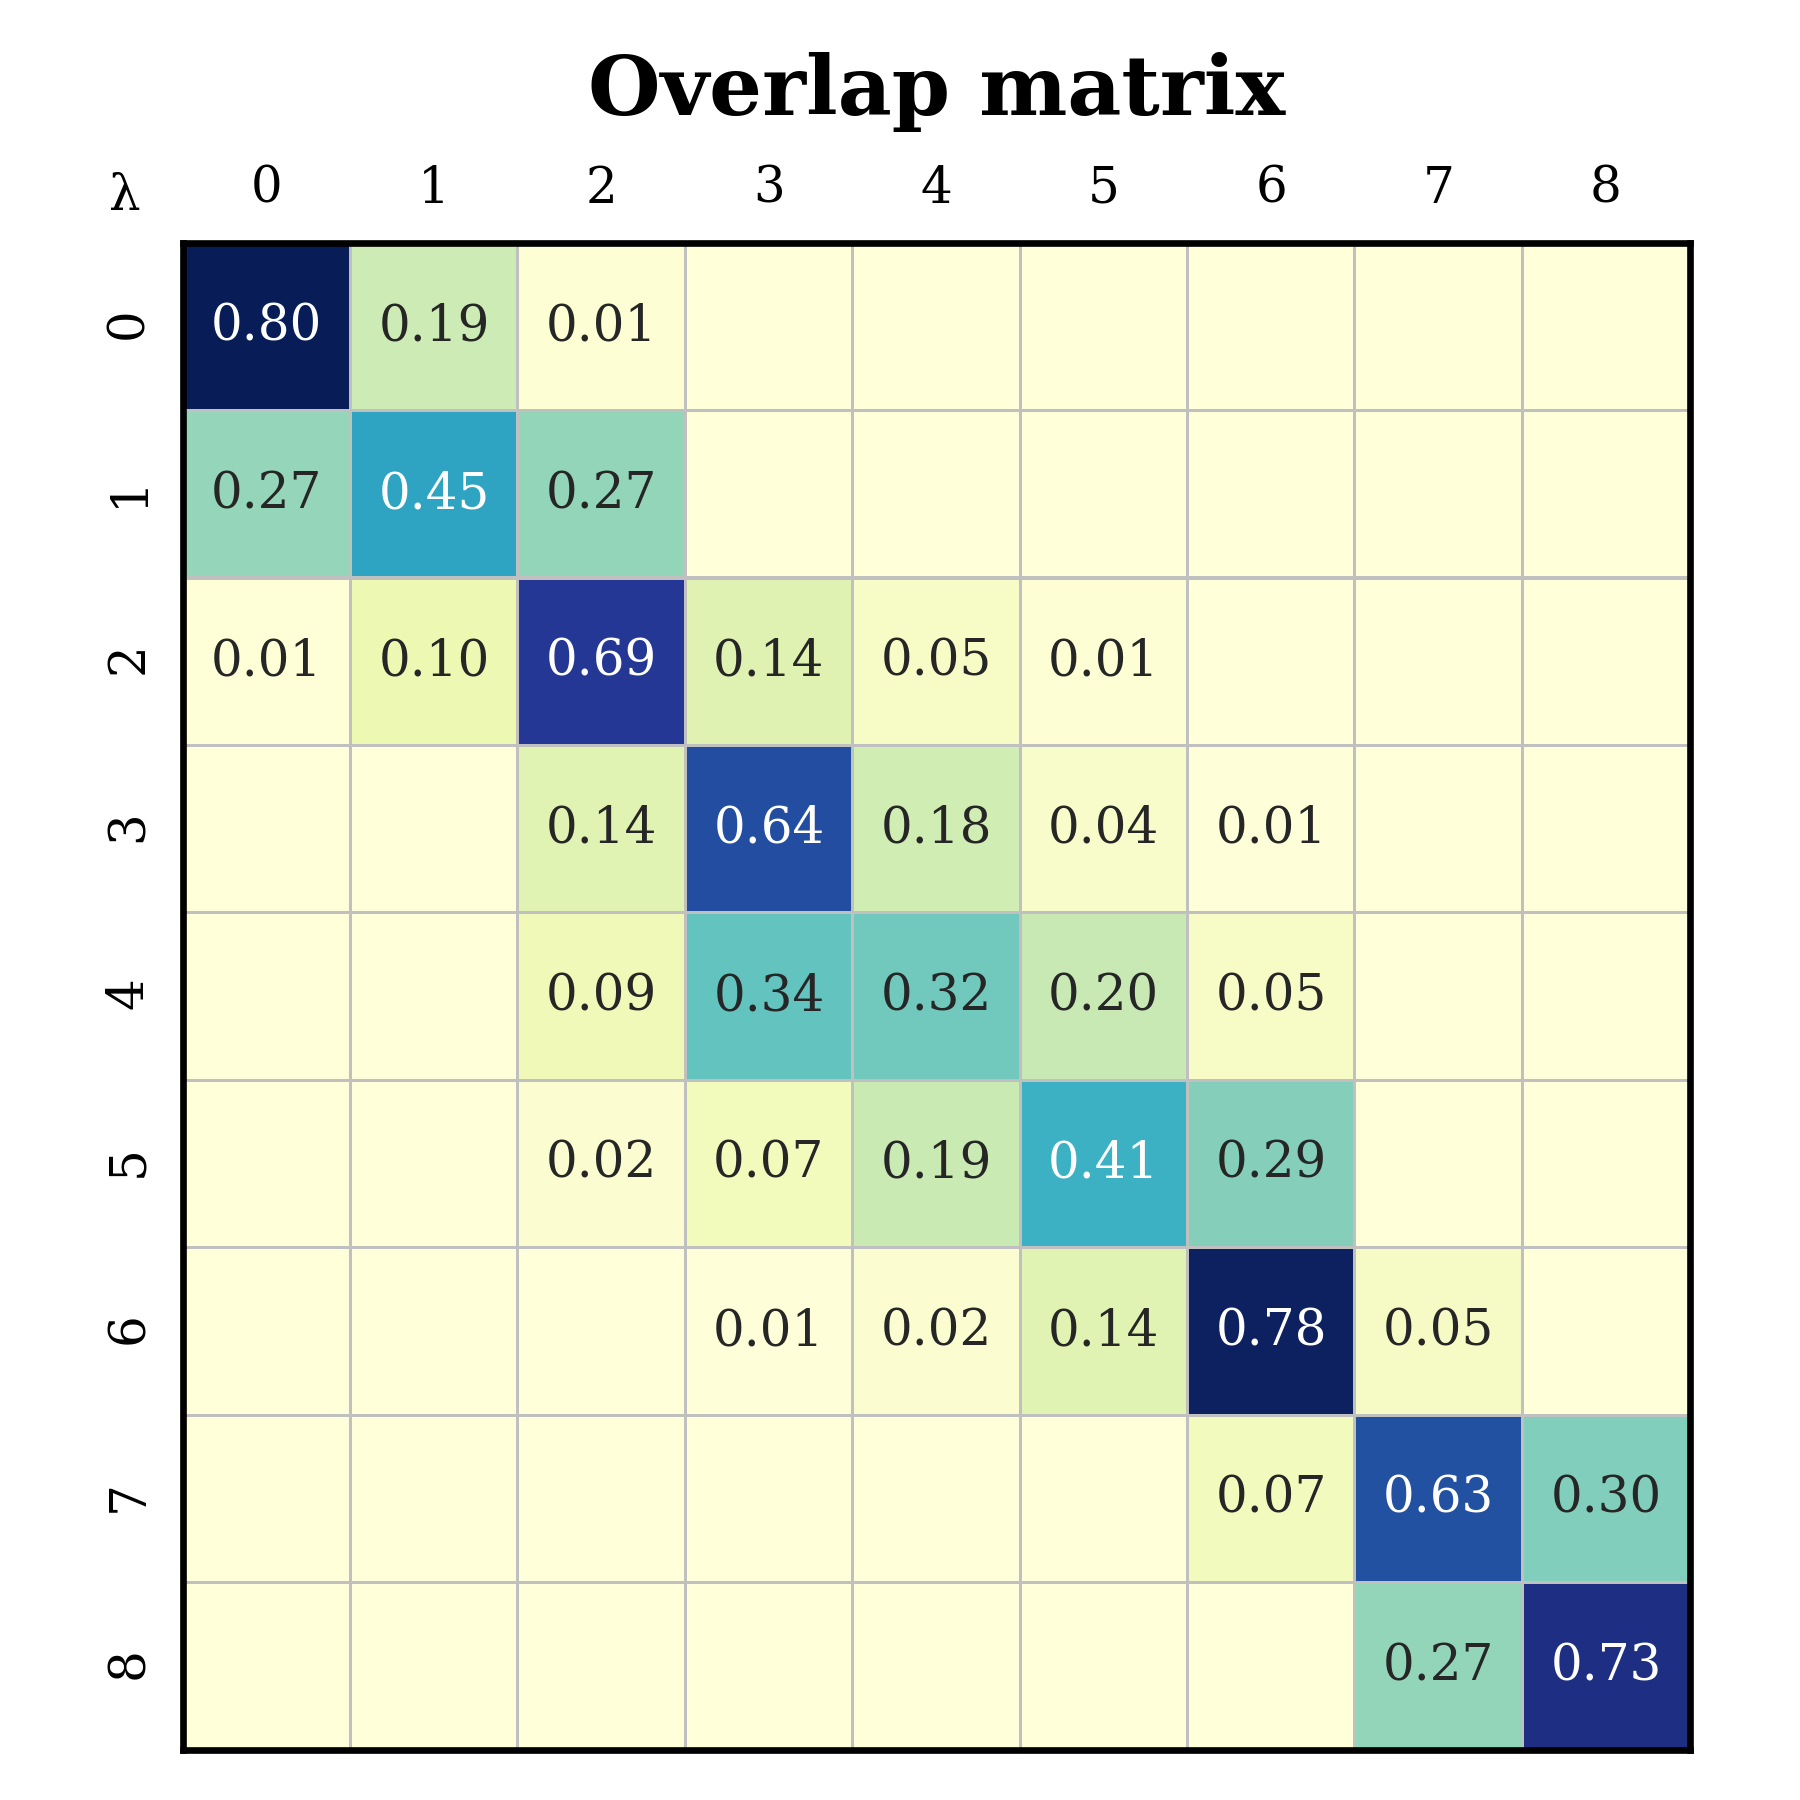 Overlap matrix
λ 0 1 2 3 4 5 6 7 8
0 0.80 0.19 0.01
1 0.27 0.45 0.27
2 0.01 0.10 0.69 0.14 0.05 0.01
3 0.14 0.64 0.18 0.04 0.01
4 0.09 0.34 0.32 0.20 0.05
5 0.02 0.07 0.19 0.41 0.29
6 0.01 0.02 0.14 0.78 0.05
7 0.07 0.63 0.30
8 0.27 0.73